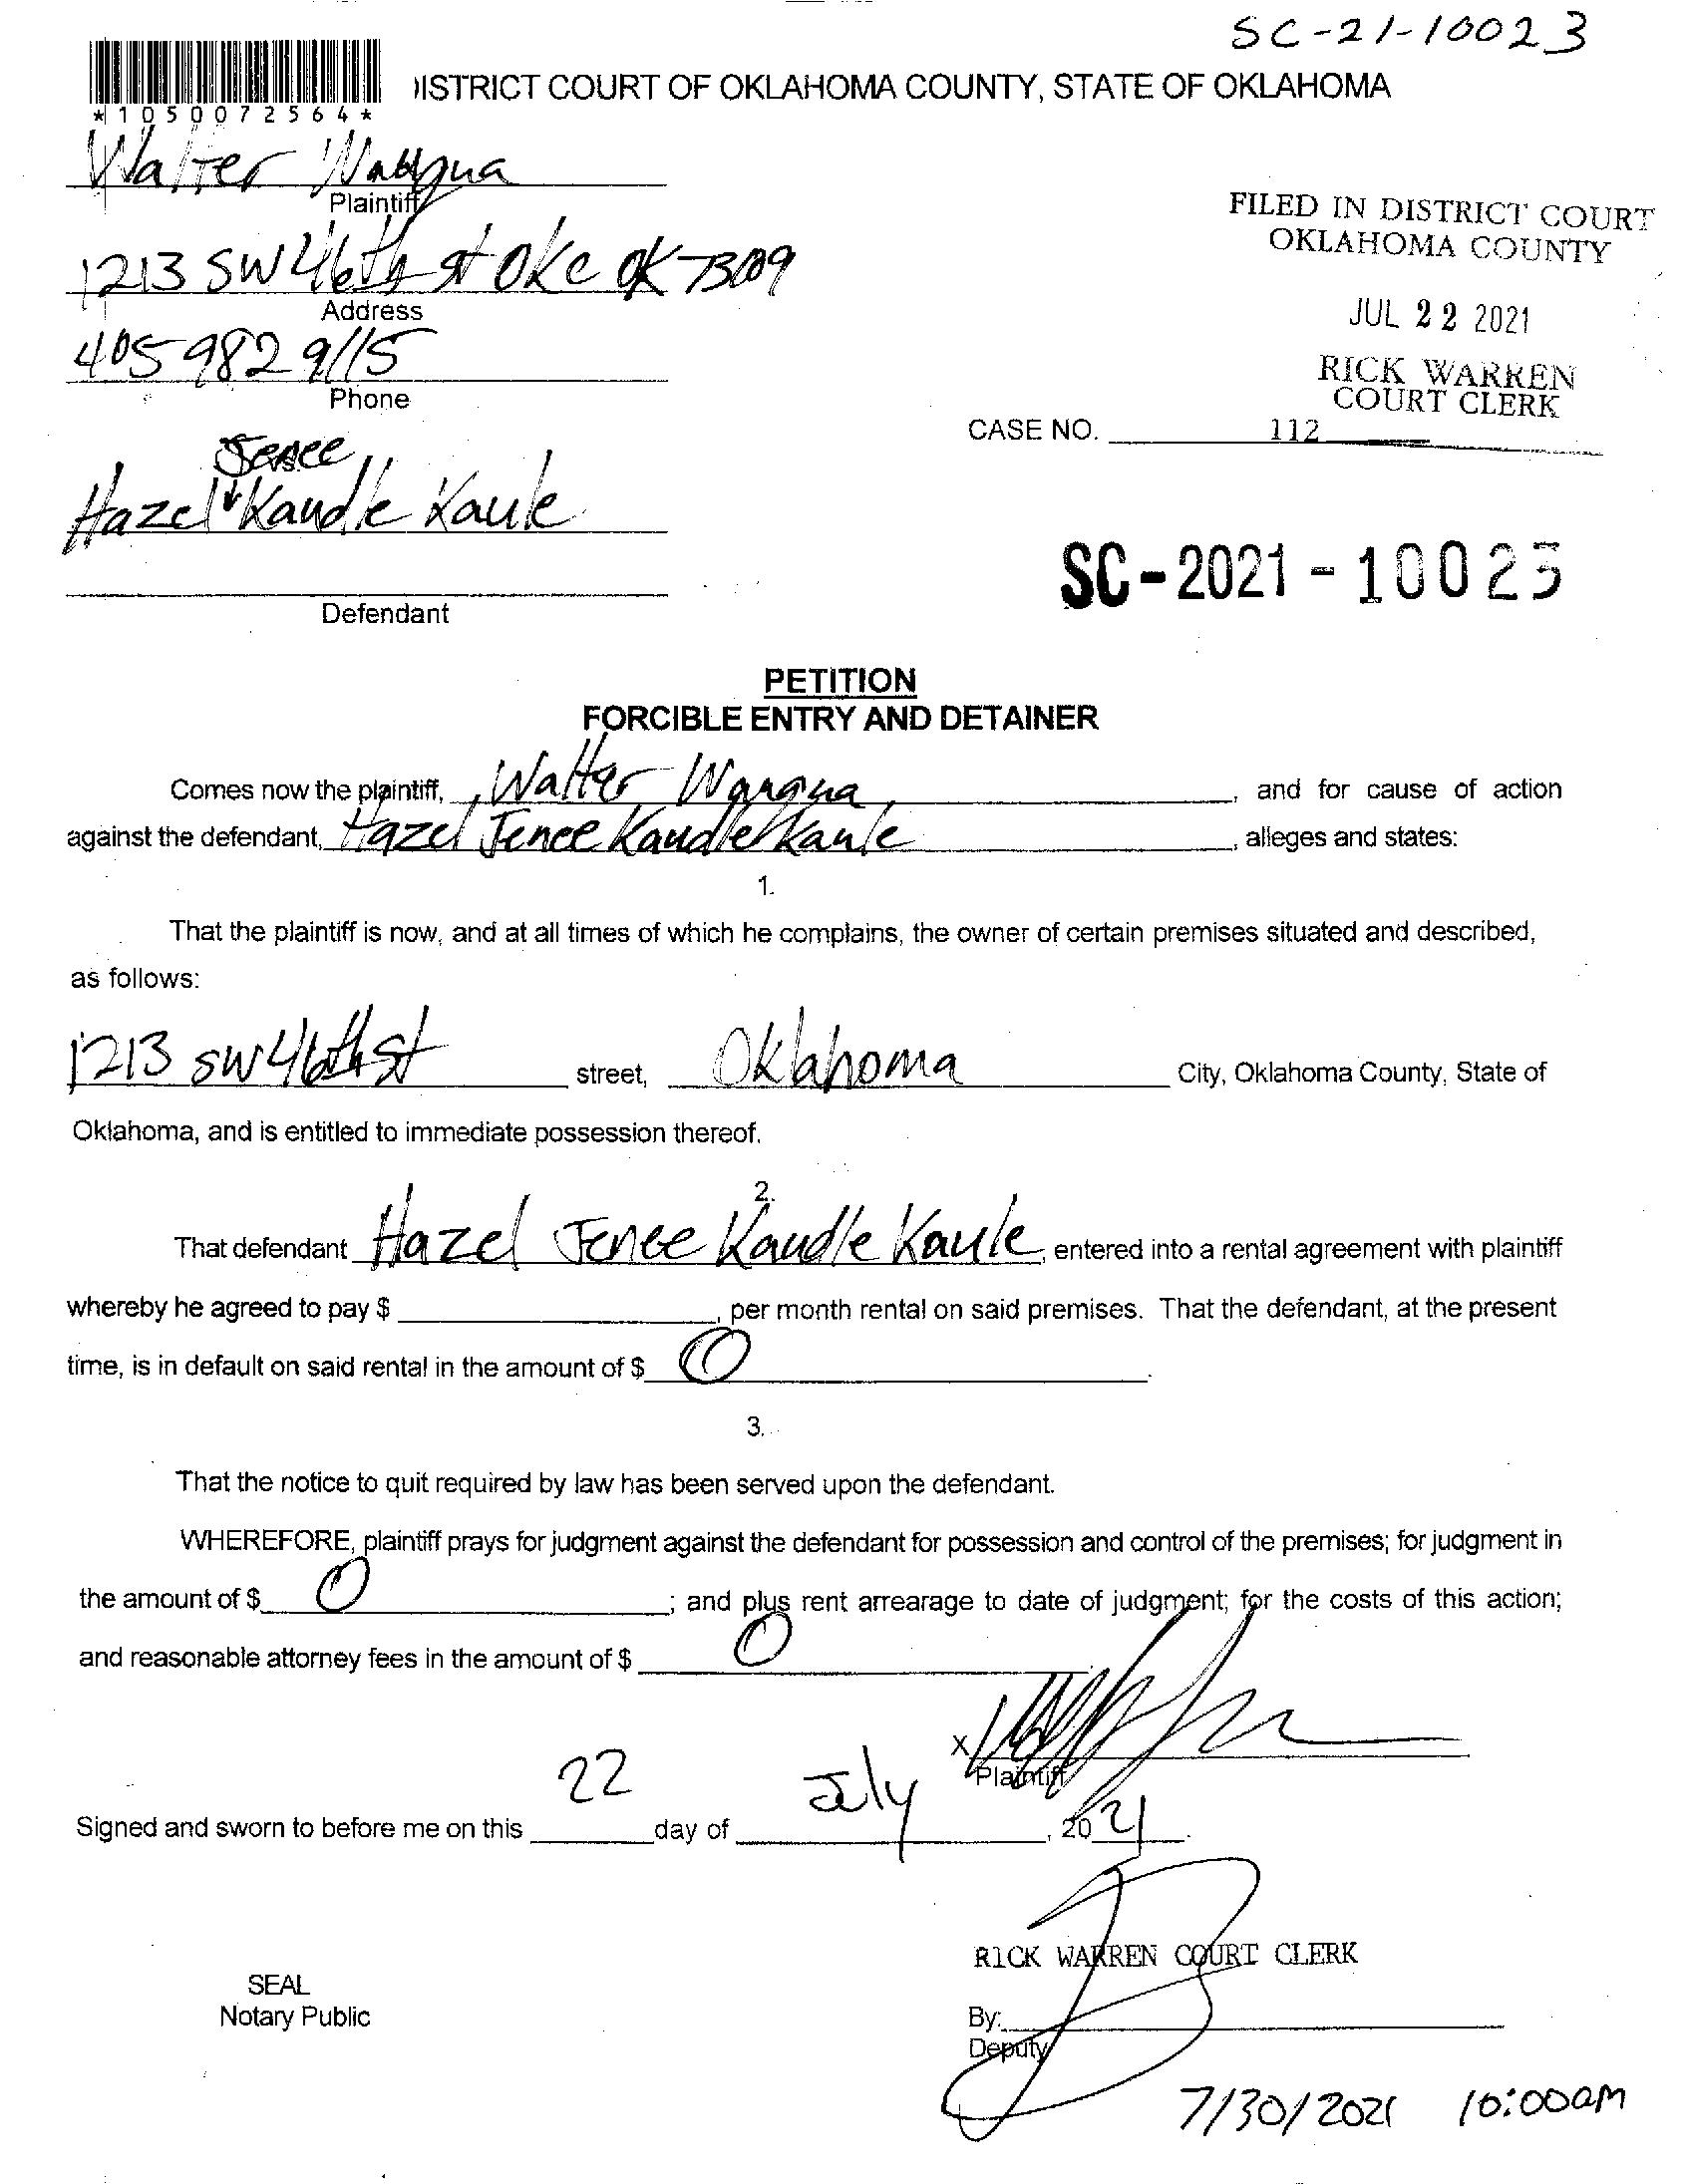 SC-21-10023
ISTRICT COURT OF OKLAHOMA COUNTY, STATE OF OKLAHOMA
*1050072564*
Walter
Plaintiff
1213 SW 46th st OKC OK 73109
Address
405 982 9115
Phone
FILED IN DISTRICT COURT
OKLAHOMA COUNTY
JUL 22 2021
RICK WARREN
COURT CLERK
CASE NO. 112
Jenee
Hazel Kaudle Kaule
Defendant
SC-2021-10023
PETITION
FORCIBLE ENTRY AND DETAINER
Comes now the plaintiff, Walter Wanqua, and for cause of action
against the defendant, Hazel Jenee Kaudle Kaule, alleges and states:
1.
That the plaintiff is now, and at all times of which he complains, the owner of certain premises situated and described,
as follows:
1213 SW 46th St street, Oklahoma City, Oklahoma County, State of
Oklahoma, and is entitled to immediate possession thereof.
2.
That defendant Hazel Jenee Kaudle Kaule, entered into a rental agreement with plaintiff
whereby he agreed to pay $ , per month rental on said premises. That the defendant, at the present
time, is in default on said rental in the amount of $ 0.
3.
That the notice to quit required by law has been served upon the defendant.
WHEREFORE, plaintiff prays for judgment against the defendant for possession and control of the premises; for judgment in
the amount of $ 0; and plus rent arrearage to date of judgment; for the costs of this action;
and reasonable attorney fees in the amount of $ 0.
X
Plaintiff
Signed and sworn to before me on this 22 day of July, 2021.
RICK WARREN COURT CLERK
SEAL
Notary Public
By:
Deputy
7/30/2021 10:00am